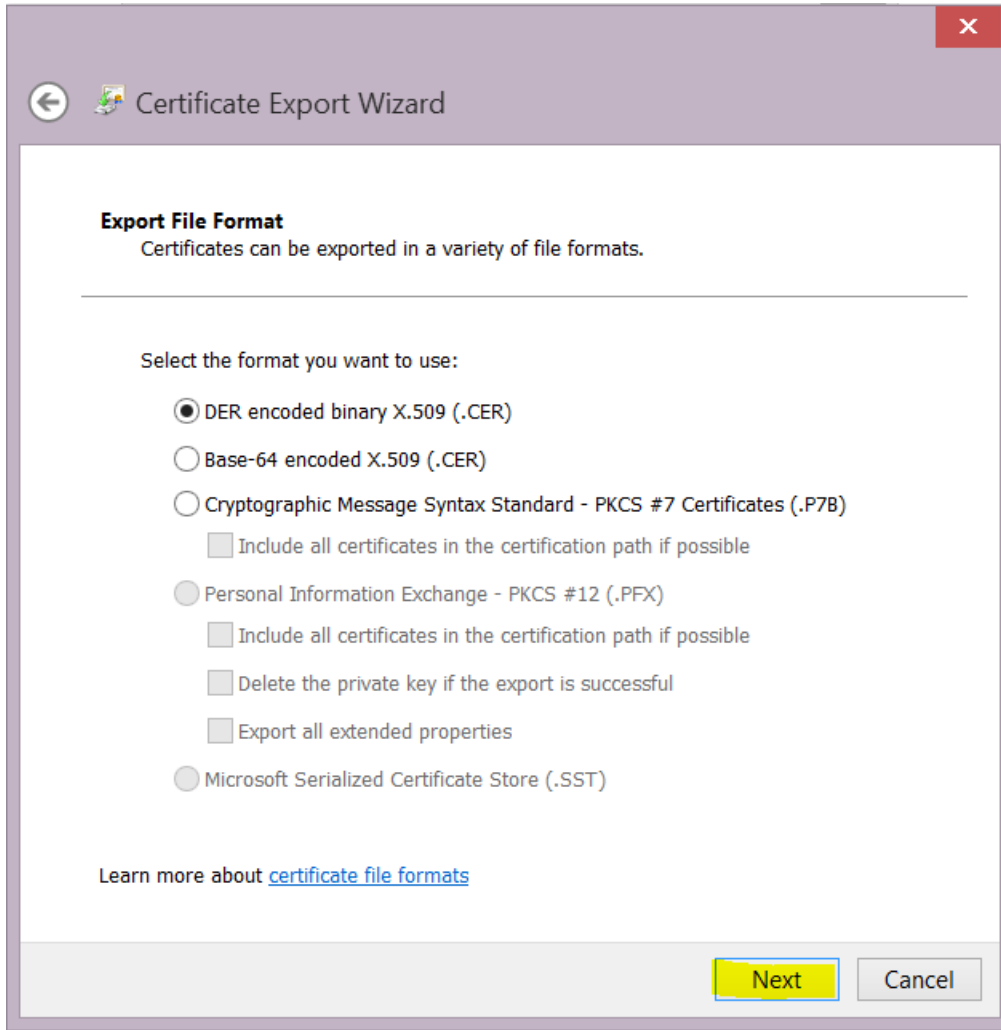 Certificate Export Wizard
Export File Format
Certificates can be exported in a variety of file formats.
Select the format you want to use:
DER encoded binary X.509 (.CER)
Base-64 encoded X.509 (.CER)
Cryptographic Message Syntax Standard - PKCS #7 Certificates (.P7B)
Include all certificates in the certification path if possible
Personal Information Exchange - PKCS #12 (.PFX)
Include all certificates in the certification path if possible
Delete the private key if the export is successful
Export all extended properties
Microsoft Serialized Certificate Store (.SST)
Learn more about certificate file formats
Next Cancel